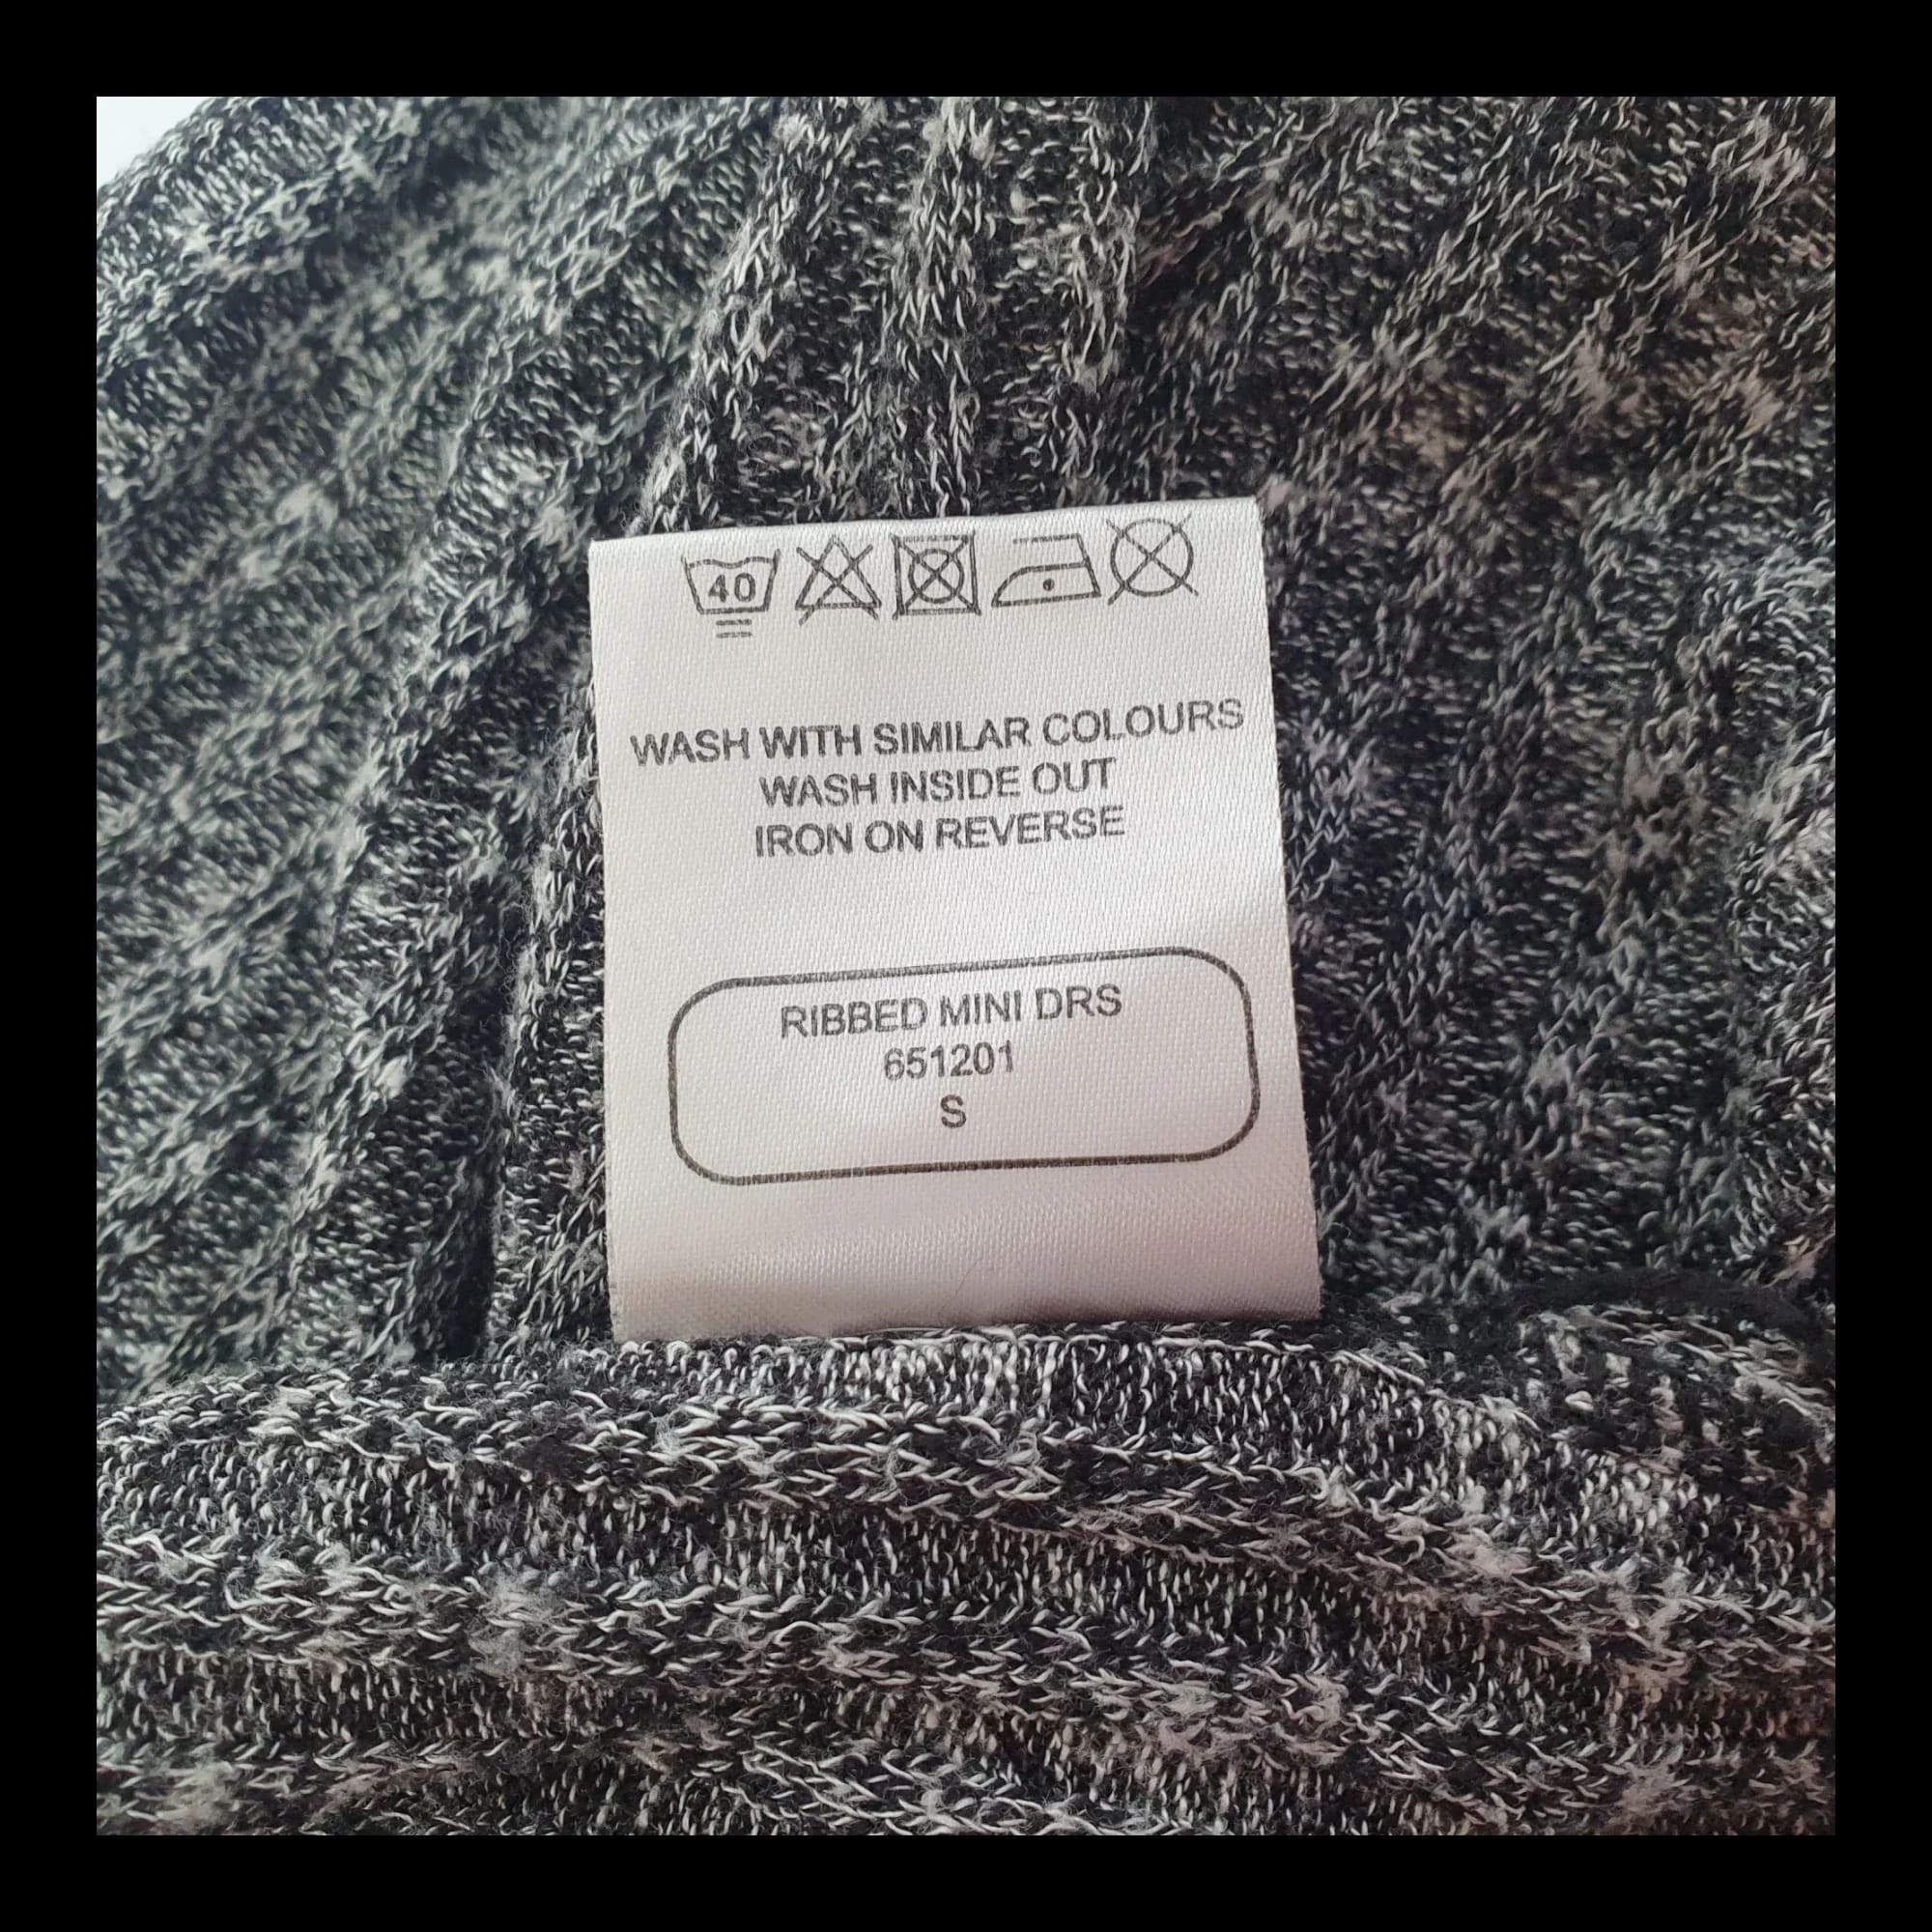 40
WASH WITH SIMILAR COLOURS
WASH INSIDE OUT
IRON ON REVERSE
RIBBED MINI DRS
651201
S